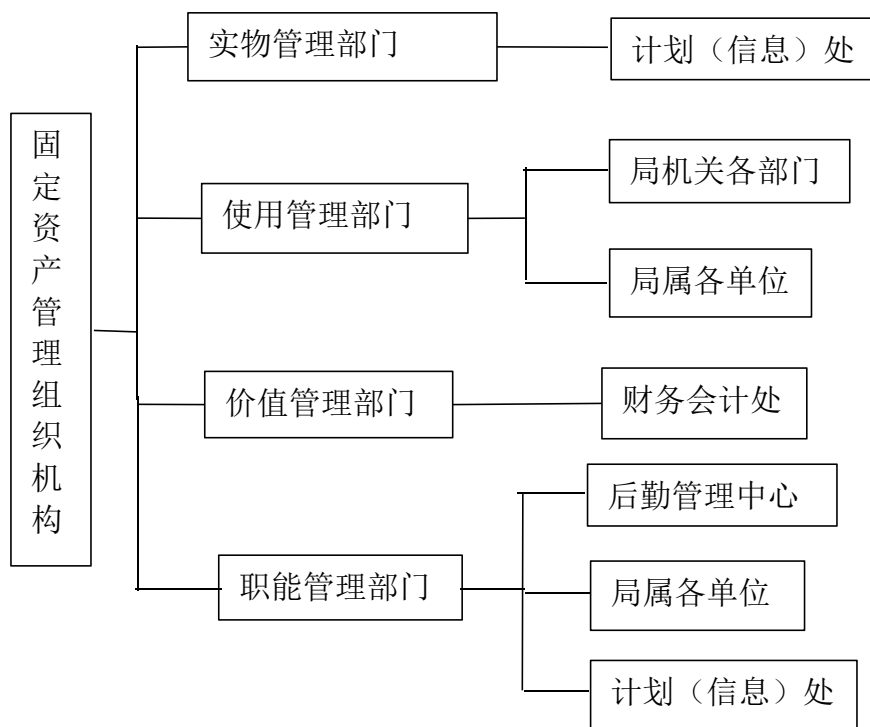 固定资产管理组织机构
实物管理部门
计划（信息）处
使用管理部门
局机关各部门
局属各单位
价值管理部门
财务会计处
职能管理部门
后勤管理中心
局属各单位
计划（信息）处